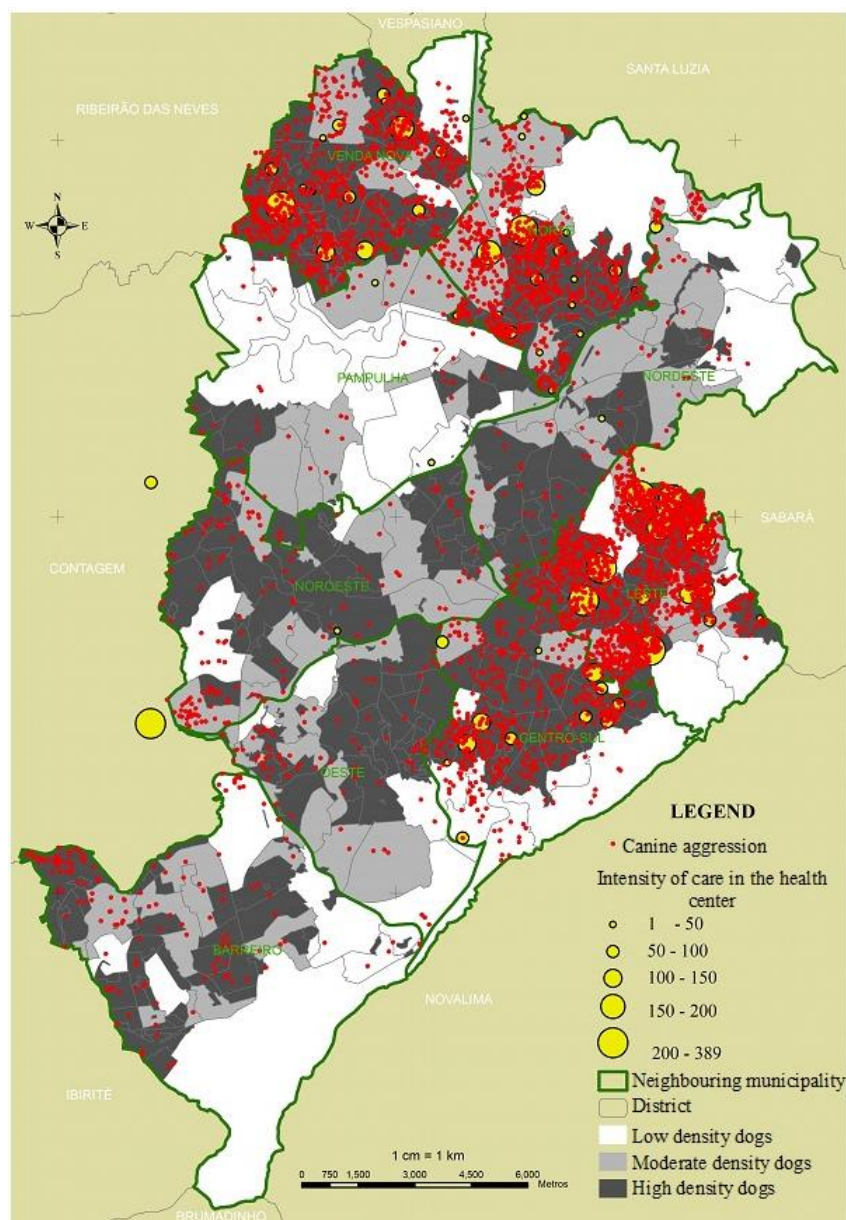 VESPASIANO
SANTA LUZIA
RIBEIRÃO DAS NEVES
VENDA NOVA
N
W E
S
PAMPULHA
NORDESTE
SABARÁ
CONTAGEM
NOROESTE
LESTE
CENTRO-SUL
OESTE
BARREIRO
NOVALIMA
IBIRITÉ
BRUMADINHO
LEGEND
Canine aggression
Intensity of care in the health
center
1 - 50
50 - 100
100 - 150
150 - 200
200 - 389
Neighbouring municipality
District
Low density dogs
Moderate density dogs
High density dogs
1 cm = 1 km
0 750 1,500 3,000 4,500 6,000
Metros